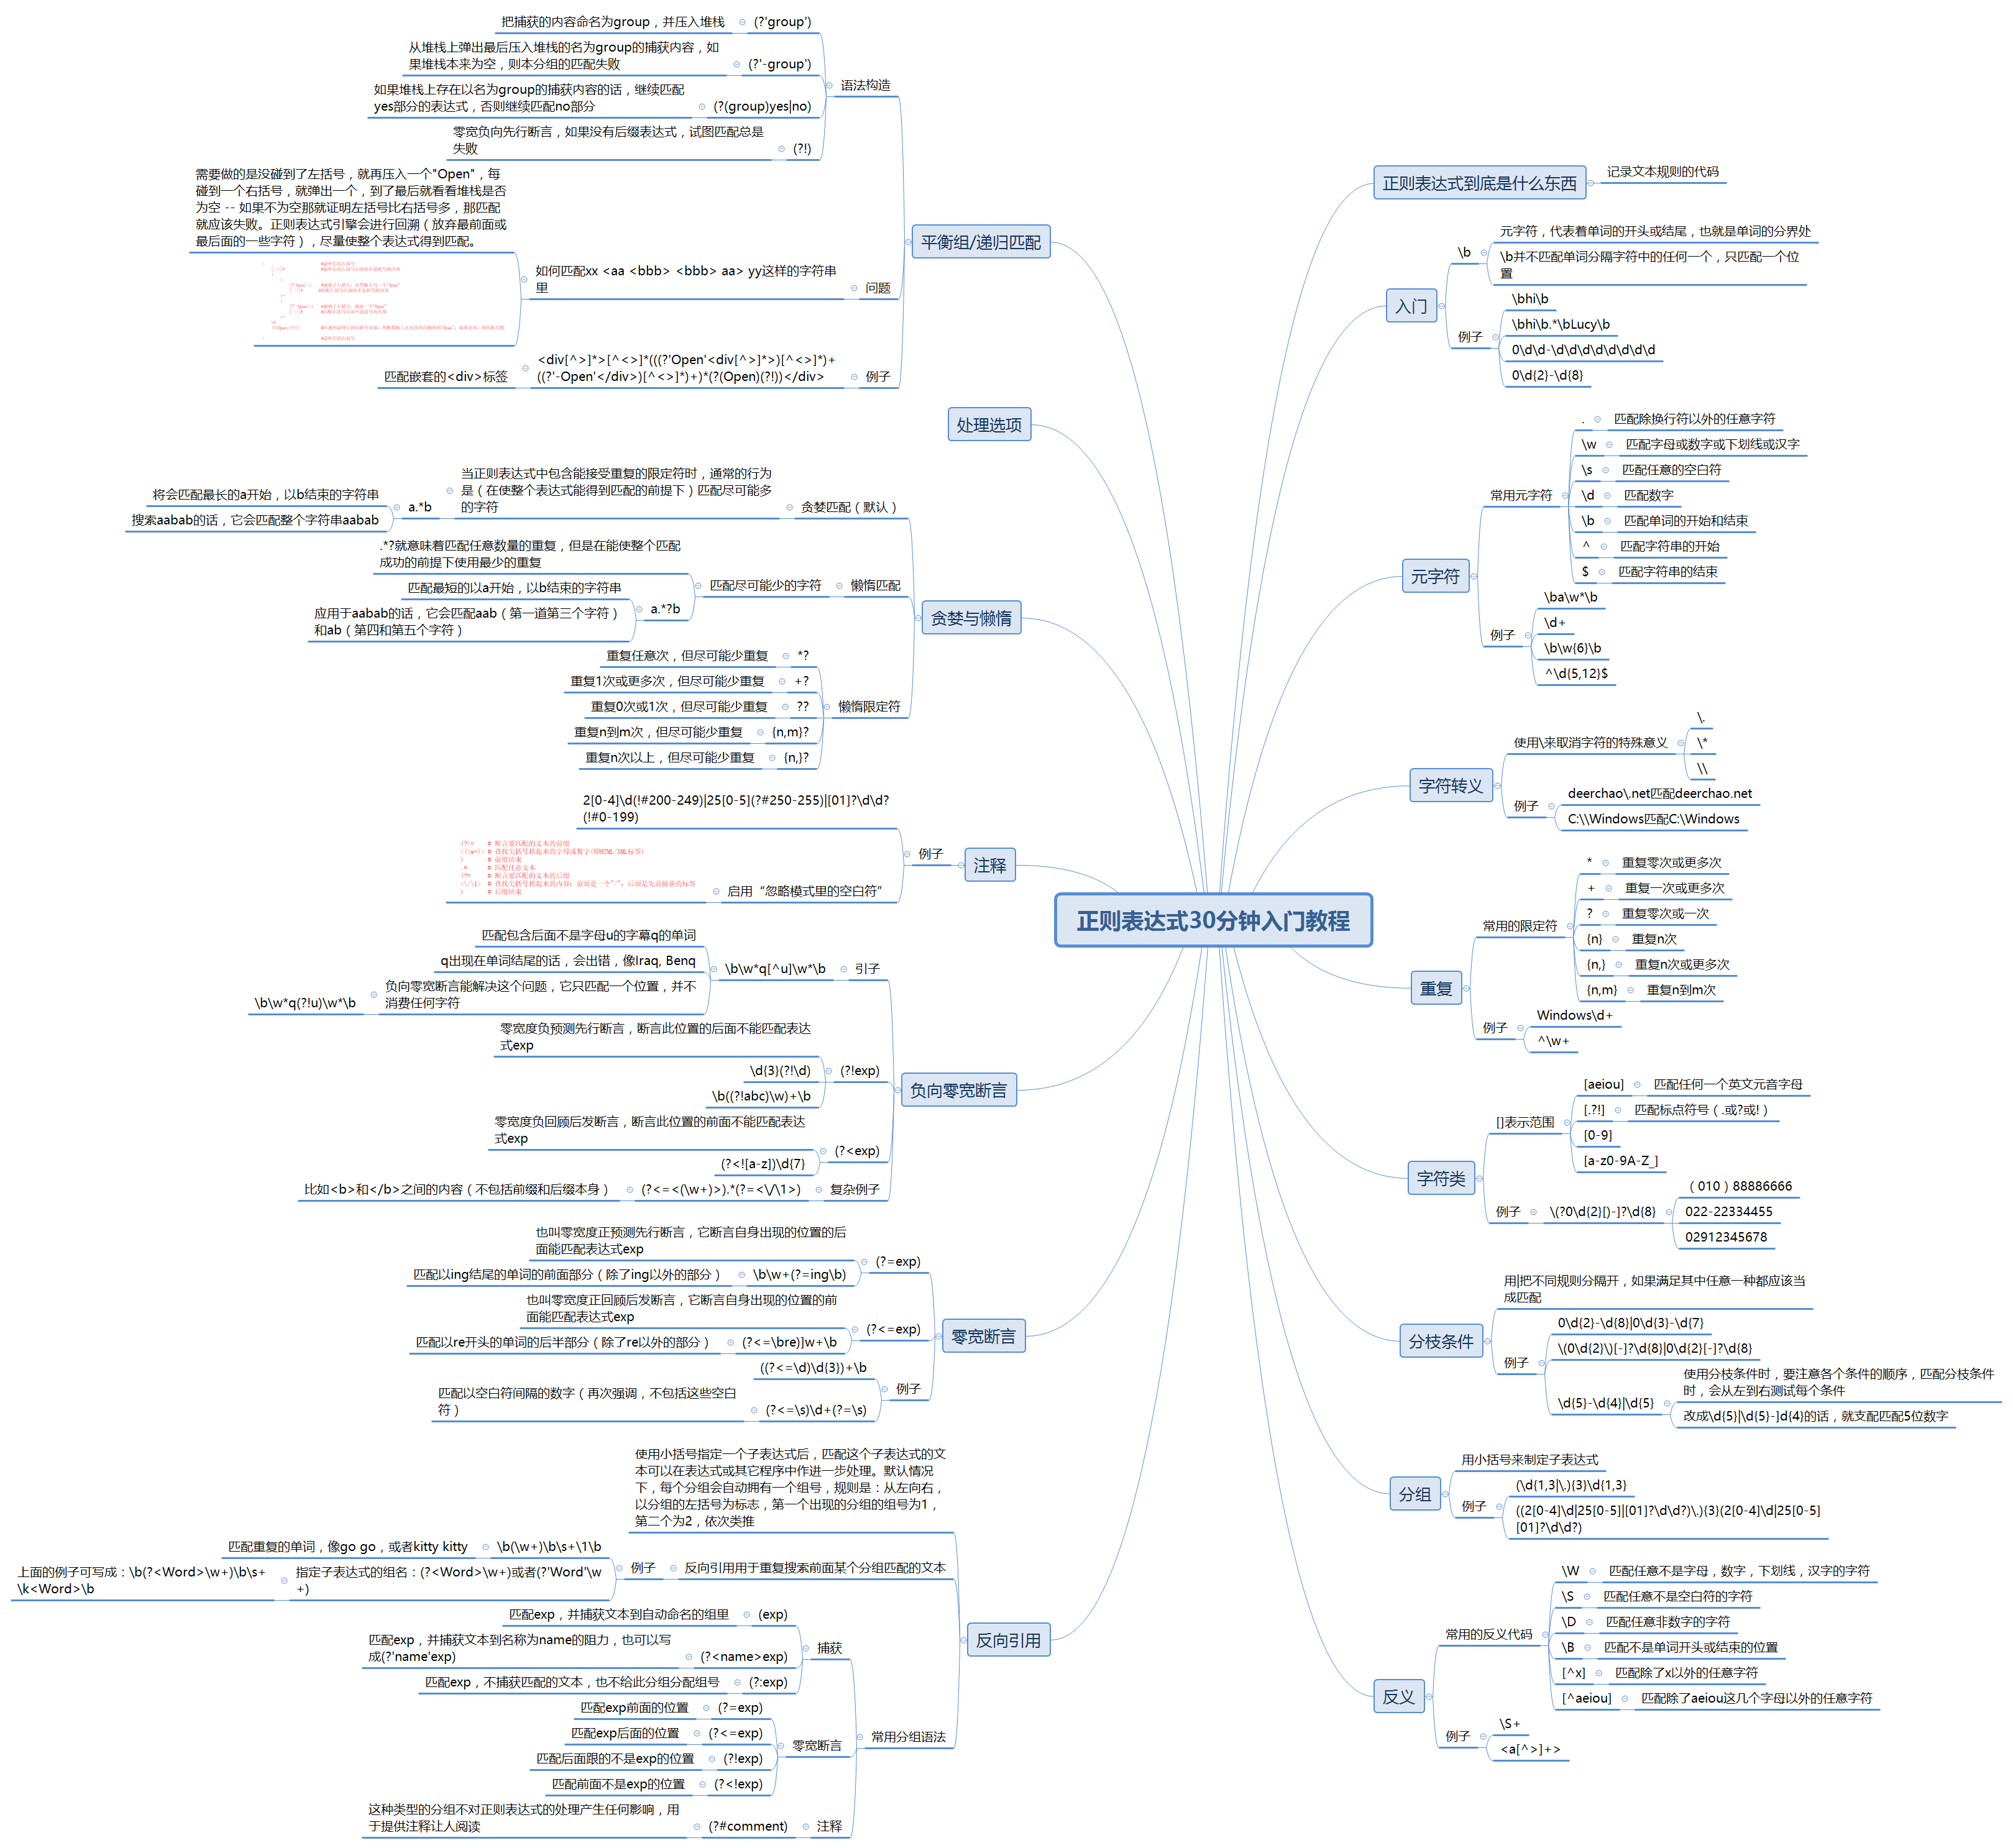 正则表达式30分钟入门教程
正则表达式到底是什么东西
记录文本规则的代码
入门
\b
元字符，代表着单词的开头或结尾，也就是单词的分界处
\b并不匹配单词分隔字符中的任何一个，只匹配一个位
置
例子
\bhi\b
\bhi\b.*\bLucy\b
0\d\d-\d\d\d\d\d\d\d\d
0\d{2}-\d{8}
元字符
常用元字符
.
匹配除换行符以外的任意字符
\w
匹配字母或数字或下划线或汉字
\s
匹配任意的空白符
\d
匹配数字
\b
匹配单词的开始和结束
^
匹配字符串的开始
$
匹配字符串的结束
例子
\ba\w*\b
\d+
\b\w{6}\b
^\d{5,12}$
字符转义
使用\来取消字符的特殊意义
\.
\*
\\
例子
deerchao\.net匹配deerchao.net
C:\\Windows匹配C:\Windows
重复
常用的限定符
*
重复零次或更多次
+
重复一次或更多次
?
重复零次或一次
{n}
重复n次
{n,}
重复n次或更多次
{n,m}
重复n到m次
例子
Windows\d+
^\w+
字符类
[]表示范围
[aeiou]
匹配任何一个英文元音字母
[.?!]
匹配标点符号（.或?或!）
[0-9]
[a-z0-9A-Z_]
例子
\(?0\d{2}[)-]?\d{8}
（010）88886666
022-22334455
02912345678
分枝条件
用|把不同规则分隔开，如果满足其中任意一种都应该当
成匹配
例子
0\d{2}-\d{8}|0\d{3}-\d{7}
\(0\d{2}\)[-]?\d{8}|0\d{2}[-]?\d{8}
\d{5}-\d{4}|\d{5}
使用分枝条件时，要注意各个条件的顺序，匹配分枝条件
时，会从左到右测试每个条件
改成\d{5}|\d{5}-]d{4}的话，就支配匹配5位数字
分组
用小括号来制定子表达式
例子
(\d{1,3|\.){3}\d{1,3}
((2[0-4]\d|25[0-5]|[01]?\d\d?)\.){3}(2[0-4]\d|25[0-5]
[01]?\d\d?)
反义
常用的反义代码
\W
匹配任意不是字母，数字，下划线，汉字的字符
\S
匹配任意不是空白符的字符
\D
匹配任意非数字的字符
\B
匹配不是单词开头或结束的位置
[^x]
匹配除了x以外的任意字符
[^aeiou]
匹配除了aeiou这几个字母以外的任意字符
例子
\S+
<a[^>]+>
平衡组/递归匹配
语法构造
(?'group')
把捕获的内容命名为group，并压入堆栈
(?'-group')
从堆栈上弹出最后压入堆栈的名为group的捕获内容，如
果堆栈本来为空，则本分组的匹配失败
(?(group)yes|no)
如果堆栈上存在以名为group的捕获内容的话，继续匹配
yes部分的表达式，否则继续匹配no部分
(?!)
零宽负向先行断言，如果没有后缀表达式，试图匹配总是
失败
问题
如何匹配xx <aa <bbb> <bbb> aa> yy这样的字符串
里
需要做的是没碰到了左括号，就再压入一个"Open"，每
碰到一个右括号，就弹出一个，到了最后就看看堆栈是否
为空 -- 如果不为空那就证明左括号比右括号多，那匹配
就应该失败。正则表达式引擎会进行回溯（放弃最前面或
最后面的一些字符），尽量使整个表达式得到匹配。
例子
<div[^>]*>[^<>]*(((?'Open'<div[^>]*>)[^<>]*)+
((?'-Open'</div>)[^<>]*)+)*(?(Open)(?!))</div>
匹配嵌套的<div>标签
处理选项
贪婪与懒惰
贪婪匹配（默认）
当正则表达式中包含能接受重复的限定符时，通常的行为
是（在使整个表达式能得到匹配的前提下）匹配尽可能多
的字符
a.*b
将会匹配最长的a开始，以b结束的字符串
搜索aabab的话，它会匹配整个字符串aabab
懒惰匹配
匹配尽可能少的字符
.*?就意味着匹配任意数量的重复，但是在能使整个匹配
成功的前提下使用最少的重复
a.*?b
匹配最短的以a开始，以b结束的字符串
应用于aabab的话，它会匹配aab（第一道第三个字符）
和ab（第四和第五个字符）
懒惰限定符
*?
重复任意次，但尽可能少重复
+?
重复1次或更多次，但尽可能少重复
??
重复0次或1次，但尽可能少重复
{n,m}?
重复n到m次，但尽可能少重复
{n,}?
重复n次以上，但尽可能少重复
注释
例子
2[0-4]\d(!#200-249)|25[0-5](?#250-255)|[01]?\d\d?
(!#0-199)
启用“忽略模式里的空白符”
(?<= # 断言要匹配的文本的前缀
<(\w+)> # 查找尖括号括起来的字母或数字(即HTML/XML标签)
) # 前缀结束
.* # 匹配任意文本
(?= # 断言要匹配的文本的后缀
<\/\1> # 查找尖括号括起来的内容：前面是一个"/"，后面是先前捕获的标签
) # 后缀结束
负向零宽断言
引子
\b\w*q[^u]\w*\b
匹配包含后面不是字母u的字幕q的单词
q出现在单词结尾的话，会出错，像Iraq, Benq
负向零宽断言能解决这个问题，它只匹配一个位置，并不
消费任何字符
\b\w*q(?!u)\w*\b
(?!exp)
零宽度负预测先行断言，断言此位置的后面不能匹配表达
式exp
\d{3}(?!\d)
\b((?!abc)\w)+\b
(?<exp)
零宽度负回顾后发断言，断言此位置的前面不能匹配表达
式exp
(?<![a-z])\d{7}
复杂例子
(?<=<(\w+)>).*(?=<\/\1>)
比如<b>和</b>之间的内容（不包括前缀和后缀本身）
零宽断言
(?=exp)
也叫零宽度正预测先行断言，它断言自身出现的位置的后
面能匹配表达式exp
\b\w+(?=ing\b)
匹配以ing结尾的单词的前面部分（除了ing以外的部分）
(?<=exp)
也叫零宽度正回顾后发断言，它断言自身出现的位置的前
面能匹配表达式exp
(?<=\bre)]w+\b
匹配以re开头的单词的后半部分（除了re以外的部分）
例子
((?<=\d)\d{3})+\b
(?<=\s)\d+(?=\s)
匹配以空白符间隔的数字（再次强调，不包括这些空白
符）
反向引用
使用小括号指定一个子表达式后，匹配这个子表达式的文
本可以在表达式或其它程序中作进一步处理。默认情况
下，每个分组会自动拥有一个组号，规则是：从左向右，
以分组的左括号为标志，第一个出现的分组的组号为1，
第二个为2，依次类推
反向引用用于重复搜索前面某个分组匹配的文本
例子
\b(\w+)\b\s+\1\b
匹配重复的单词，像go go，或者kitty kitty
指定子表达式的组名：(?<Word>\w+)或者(?'Word'\w
+)
上面的例子可写成：\b(?<Word>\w+)\b\s+
\k<Word>\b
常用分组语法
捕获
(exp)
匹配exp，并捕获文本到自动命名的组里
(?<name>exp)
匹配exp，并捕获文本到名称为name的阻力，也可以写
成(?'name'exp)
(?:exp)
匹配exp，不捕获匹配的文本，也不给此分组分配组号
零宽断言
(?=exp)
匹配exp前面的位置
(?<=exp)
匹配exp后面的位置
(?!exp)
匹配后面跟的不是exp的位置
(?<!exp)
匹配前面不是exp的位置
注释
(?#comment)
这种类型的分组不对正则表达式的处理产生任何影响，用
于提供注释让人阅读